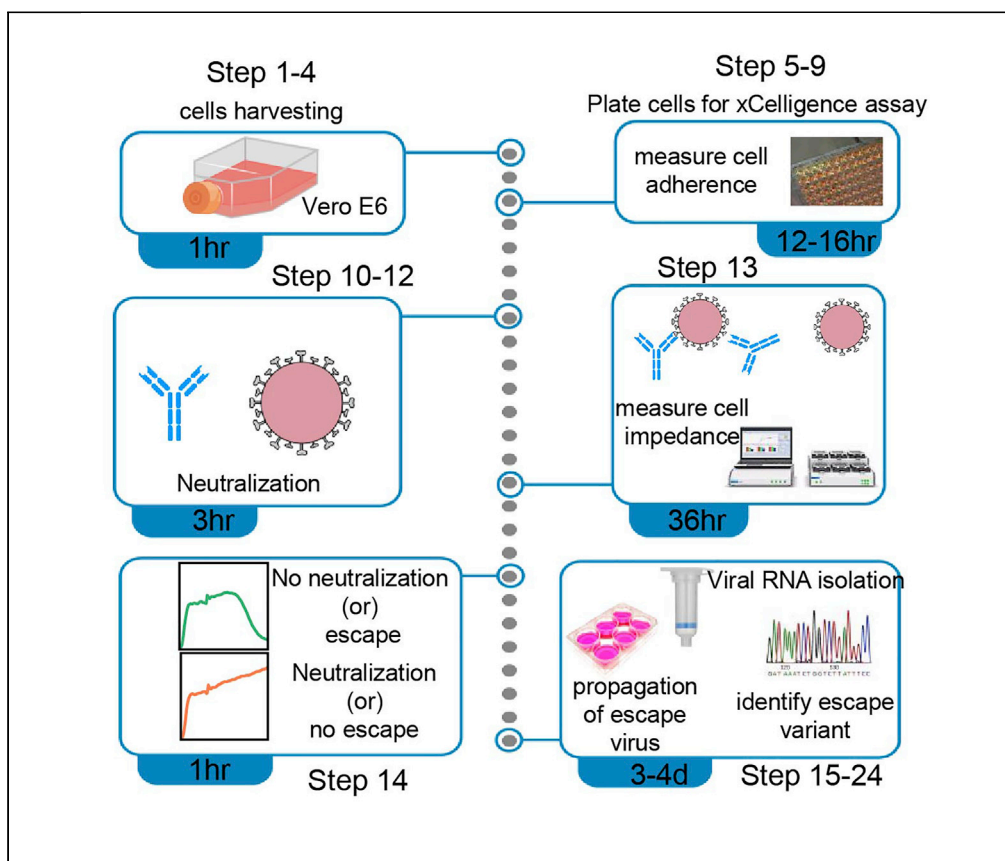 Step 1-4
cells harvesting
Vero E6
1hr
Step 5-9
Plate cells for xCelligence assay
measure cell
adherence
12-16hr
Step 10-12
Neutralization
3hr
Step 13
measure cell
impedance
36hr
No neutralization
(or)
escape
Neutralization
(or)
no escape
1hr
Step 14
Viral RNA isolation
propagation
of escape
virus
identify escape
variant
3-4d
Step 15-24